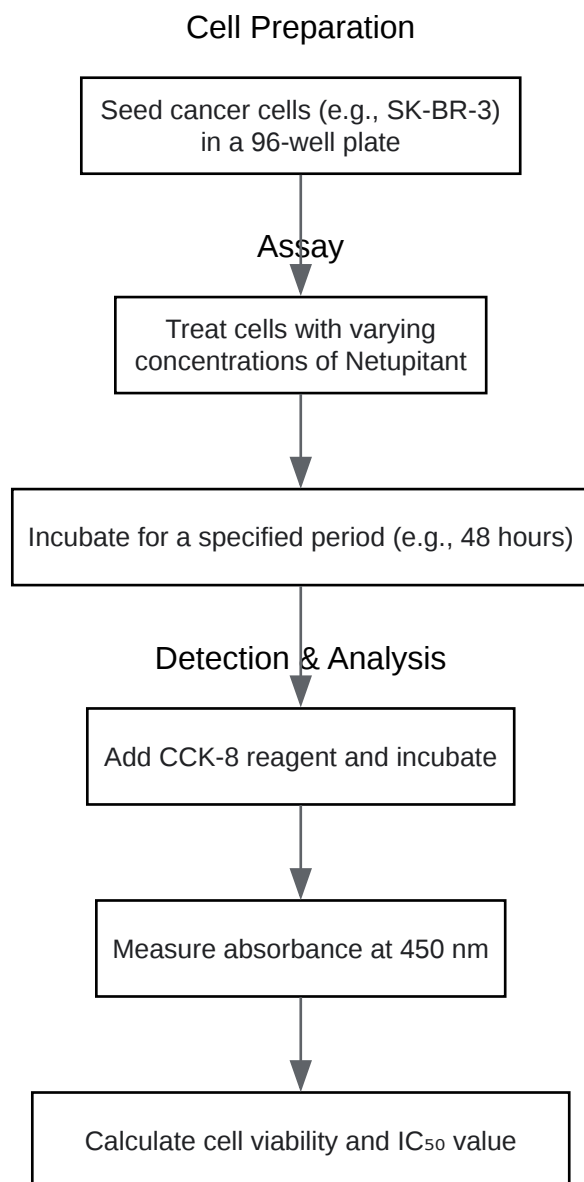 Cell Preparation
Seed cancer cells (e.g., SK-BR-3)
in a 96-well plate
Assay
Treat cells with varying
concentrations of Netupitant
Incubate for a specified period (e.g., 48 hours)
Detection & Analysis
Add CCK-8 reagent and incubate
Measure absorbance at 450 nm
Calculate cell viability and IC₅₀ value